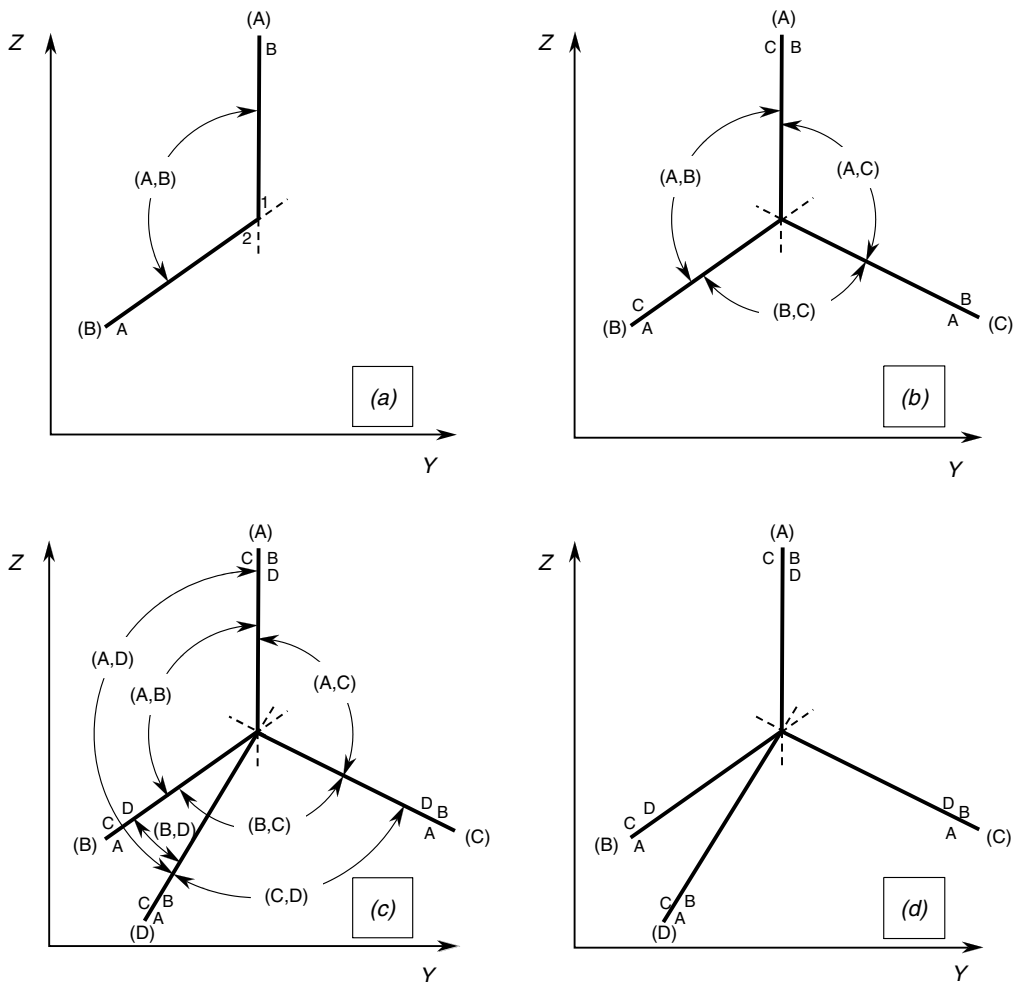 (A)
Z
B
(A,B)
1
2
(B) A
(a)
Y
(A)
Z
C B
(A,B)
(A,C)
C
(B) A
(B,C)
B
A (C)
(b)
Y
(A)
Z
C B
D
(A,D)
(A,B)
(A,C)
C D
(B) A
(B,D)
(B,C)
D B
A (C)
(C,D)
C B
A
(D)
(c)
Y
(A)
Z
C B
D
C D
(B) A
D B
A (C)
C B
A
(D)
(d)
Y